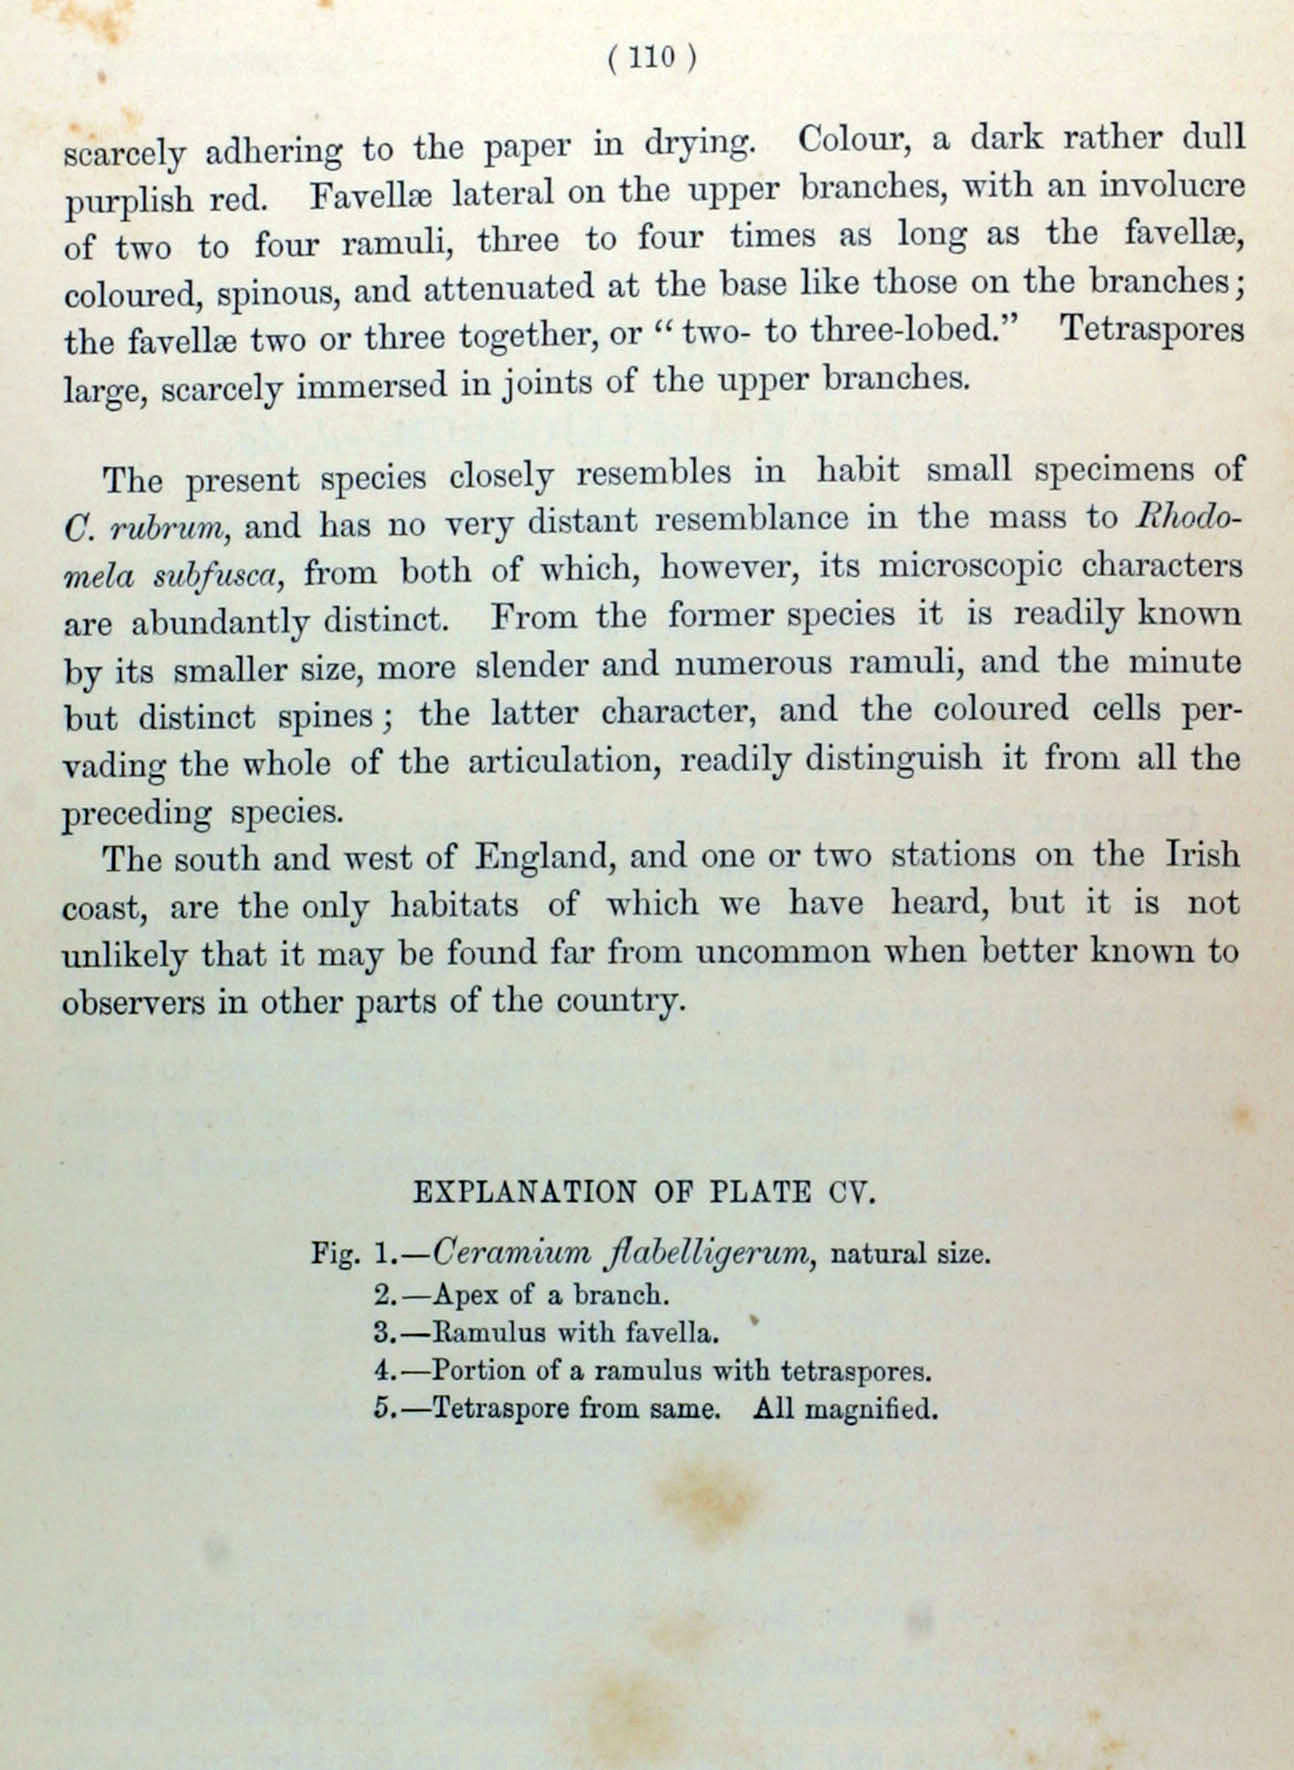 ( 110 )
scarcely adhering to the paper in drying. Colour, a dark rather dull
purplish red. Favellæ lateral on the upper branches, with an involucre
of two to four ramuli, three to four times as long as the favellæ,
coloured, spinous, and attenuated at the base like those on the branches;
the favellæ two or three together, or “two- to three-lobed.” Tetraspores
large, scarcely immersed in joints of the upper branches.
The present species closely resembles in habit small specimens of
C. rubrum, and has no very distant resemblance in the mass to Rhodo-
mela subfusca, from both of which, however, its microscopic characters
are abundantly distinct. From the former species it is readily known
by its smaller size, more slender and numerous ramuli, and the minute
but distinct spines; the latter character, and the coloured cells per-
vading the whole of the articulation, readily distinguish it from all the
preceding species.
The south and west of England, and one or two stations on the Irish
coast, are the only habitats of which we have heard, but it is not
unlikely that it may be found far from uncommon when better known to
observers in other parts of the country.
EXPLANATION OF PLATE CV.
Fig. 1.—Ceramium flabelligerum, natural size.
2.—Apex of a branch.
3.—Ramulus with favella.
4.—Portion of a ramulus with tetraspores.
5.—Tetraspore from same. All magnified.